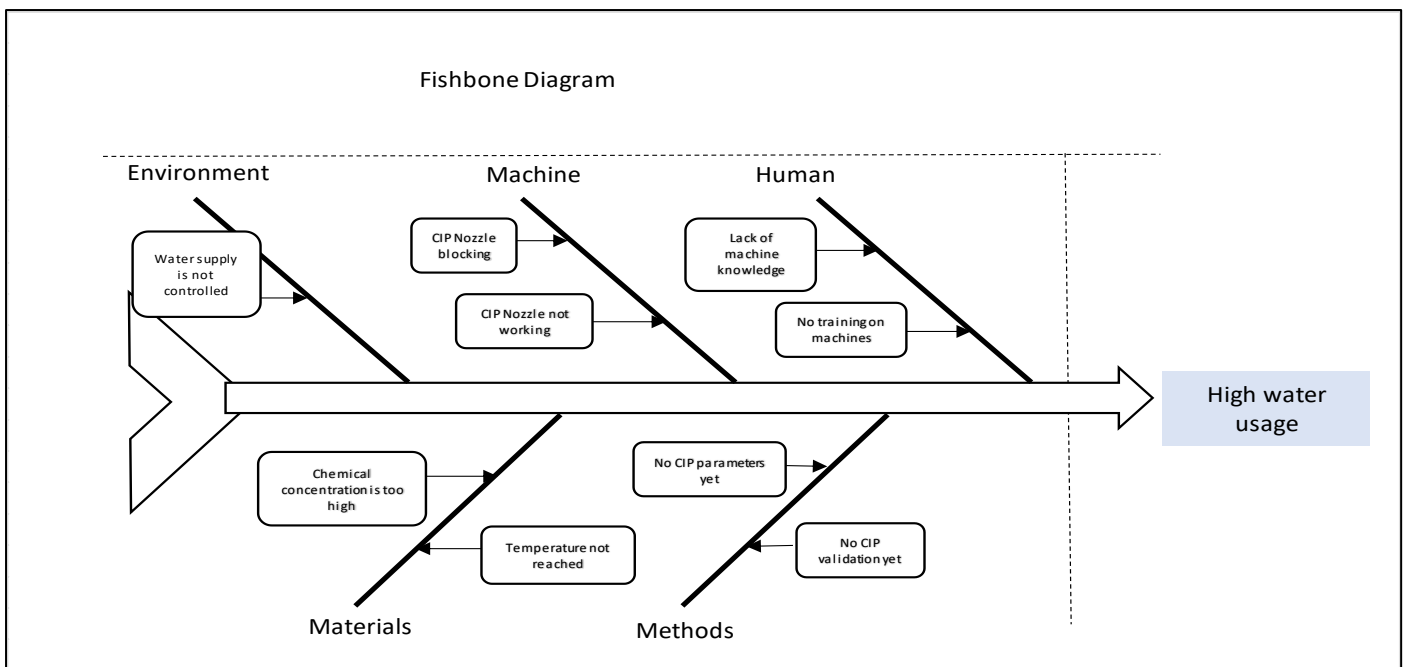 Fishbone Diagram
Environment
Machine
Human
Water supply
is not
controlled
CIP Nozzle
blocking
CIP Nozzle not
working
Lack of
machine
knowledge
No training on
machines
High water
usage
Chemical
concentration is too
high
Temperature not
reached
No CIP parameters
yet
No CIP
validation yet
Materials
Methods